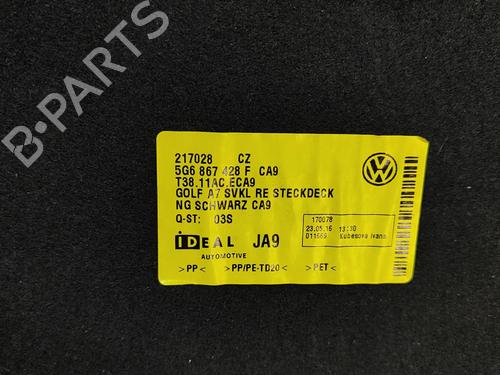 217028 CZ
5G6 867 428 F CA9
T38.11AC.ECA9
GOLF A7 SVKL RE STECKDECK
NG SCHWARZ CA9
Q-ST: 03S
170078
23.05.16 13:30
011665 Kubesova Ivana
IDEAL JA9
AUTOMOTIVE
>PP< >PP/PE-TD20< >PET<
B-PARTS